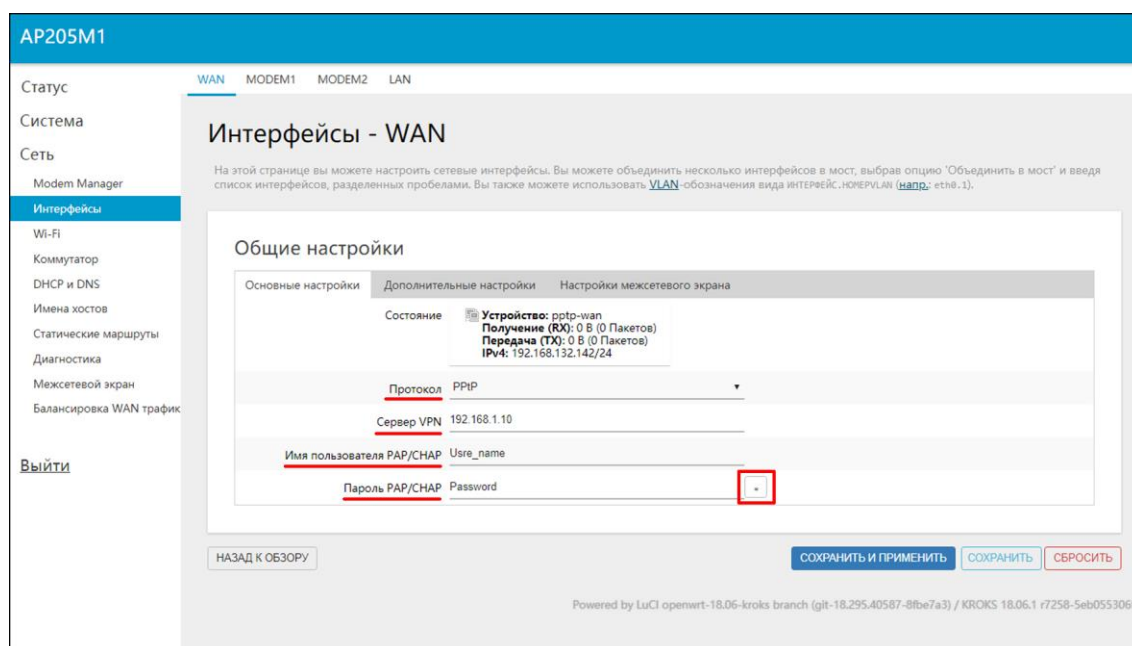 AP205M1
Статус
Система
Сеть
Modem Manager
Интерфейсы
Wi-Fi
Коммутатор
DHCP и DNS
Имена хостов
Статические маршруты
Диагностика
Межсетевой экран
Балансировка WAN трафик
Выйти
WAN MODEM1 MODEM2 LAN
Интерфейсы - WAN
На этой странице вы можете настроить сетевые интерфейсы. Вы можете объединить несколько интерфейсов в мост, выбрав опцию 'Объединить в мост' и введя
список интерфейсов, разделенных пробелами. Вы также можете использовать VLAN-обозначения вида ИНТЕРФЕЙС.НОМЕРVLAN (напр.: eth0.1).
Общие настройки
Основные настройки Дополнительные настройки Настройки межсетевого экрана
Состояние
Устройство: pptp-wan
Получение (RX): 0 B (0 Пакетов)
Передача (TX): 0 B (0 Пакетов)
IPv4: 192.168.132.142/24
Протокол PPtP
Сервер VPN 192.168.1.10
Имя пользователя PAP/CHAP Usre_name
Пароль PAP/CHAP Password *
НАЗАД К ОБЗОРУ СОХРАНИТЬ И ПРИМЕНИТЬ СОХРАНИТЬ СБРОСИТЬ
Powered by LuCI openwrt-18.06-kroks branch (git-18.295.40587-8fbe7a3) / KROKS 18.06.1 r7258-5eb055306